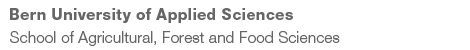 Bern University of Applied Sciences
School of Agricultural, Forest and Food Sciences